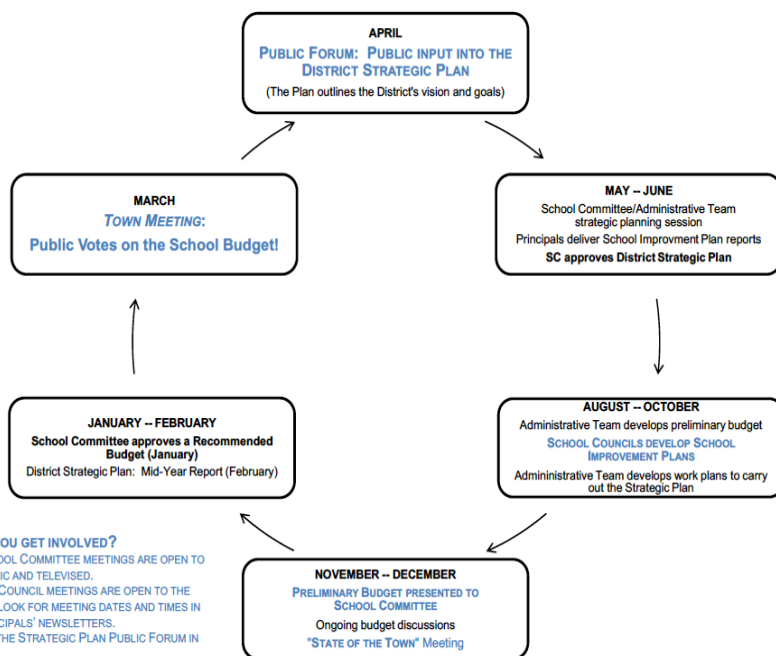 APRIL
PUBLIC FORUM: PUBLIC INPUT INTO THE
DISTRICT STRATEGIC PLAN
(The Plan outlines the District's vision and goals)
MAY -- JUNE
School Committee/Administrative Team
strategic planning session
Principals deliver School Improvment Plan reports
SC approves District Strategic Plan
AUGUST -- OCTOBER
Administrative Team develops preliminary budget
SCHOOL COUNCILS DEVELOP SCHOOL
IMPROVEMENT PLANS
Admininistrative Team develops work plans to carry
out the Strategic Plan
NOVEMBER -- DECEMBER
PRELIMINARY BUDGET PRESENTED TO
SCHOOL COMMITTEE
Ongoing budget discussions
"STATE OF THE TOWN" Meeting
JANUARY -- FEBRUARY
School Committee approves a Recommended
Budget (January)
District Strategic Plan: Mid-Year Report (February)
MARCH
TOWN MEETING:
Public Votes on the School Budget!
YOU GET INVOLVED?
COMMITTEE MEETINGS ARE OPEN TO
AND TELEVISED.
COUNCIL MEETINGS ARE OPEN TO THE
LOOK FOR MEETING DATES AND TIMES IN
NEWSLETTERS.
THE STRATEGIC PLAN PUBLIC FORUM IN